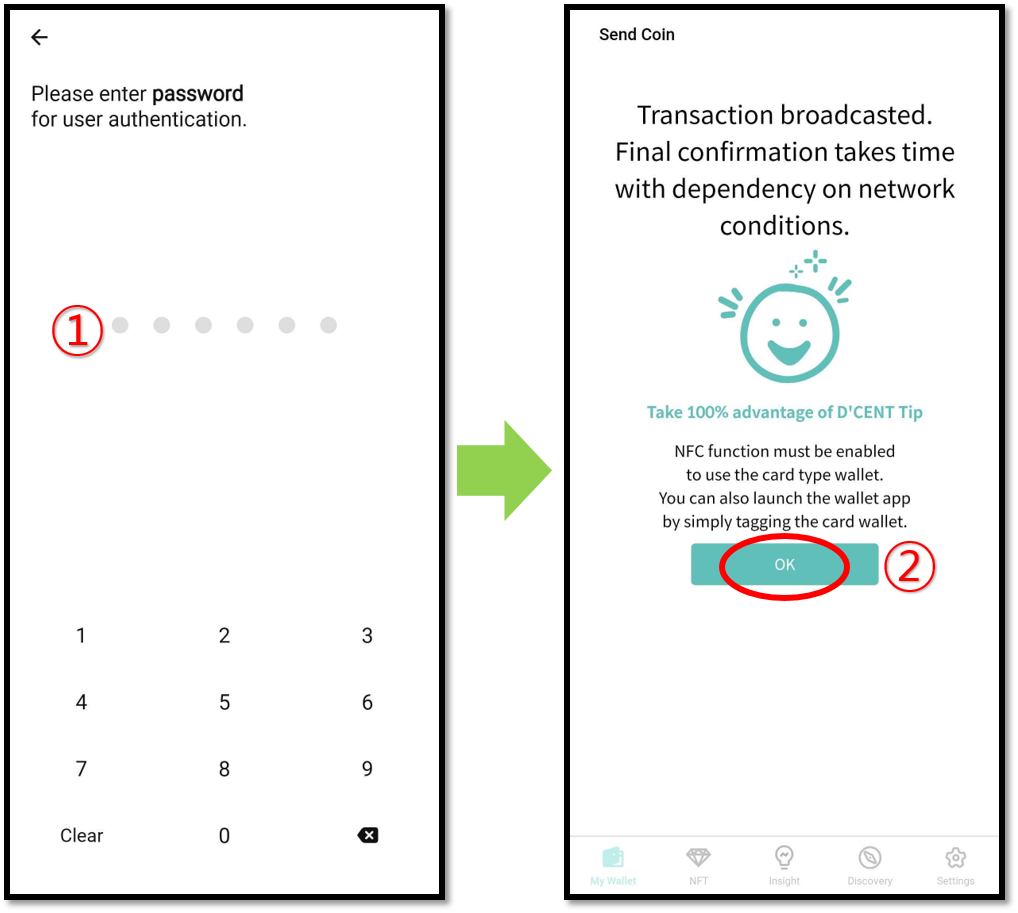 Please enter password
for user authentication.
①
1 2 3
4 5 6
7 8 9
Clear 0
Send Coin
Transaction broadcasted.
Final confirmation takes time
with dependency on network
conditions.
Take 100% advantage of D'CENT Tip
NFC function must be enabled
to use the card type wallet.
You can also launch the wallet app
by simply tagging the card wallet.
OK ②
My Wallet NFT Insight Discovery Settings